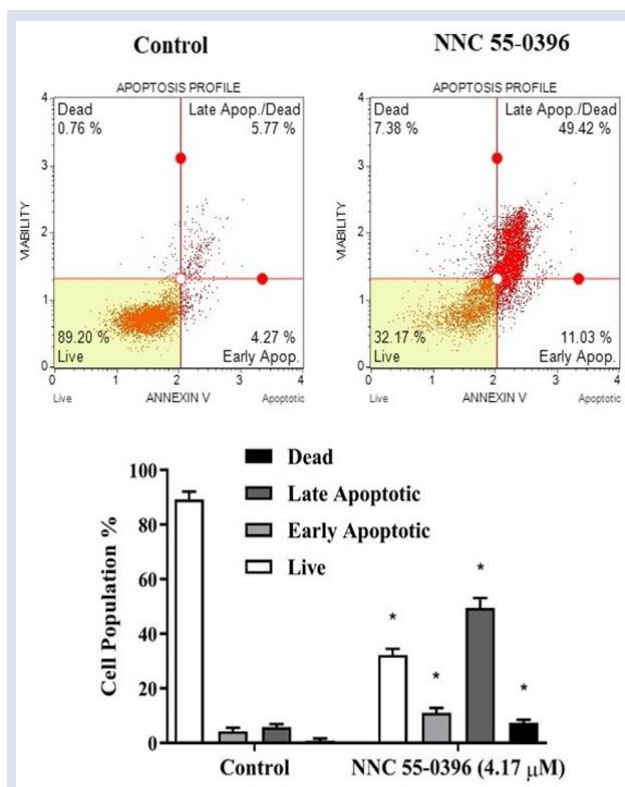 Control
NNC 55-0396
APOPTOSIS PROFILE
4
Dead
0.76 %
Late Apop./Dead
5.77 %
3
VIABILITY
2
1
89.20 %
Live
4.27 %
Early Apop.
0
0 1 2 3 4
Live ANNEXIN V Apoptotic
APOPTOSIS PROFILE
4
Dead
7.38 %
Late Apop./Dead
49.42 %
3
VIABILITY
2
1
32.17 %
Live
11.03 %
Early Apop.
0
0 1 2 3 4
Live ANNEXIN V Apoptotic
Dead
Late Apoptotic
Early Apoptotic
Live
Cell Population %
100
80
60
40
20
0
* * * *
Control
NNC 55-0396 (4.17 μM)